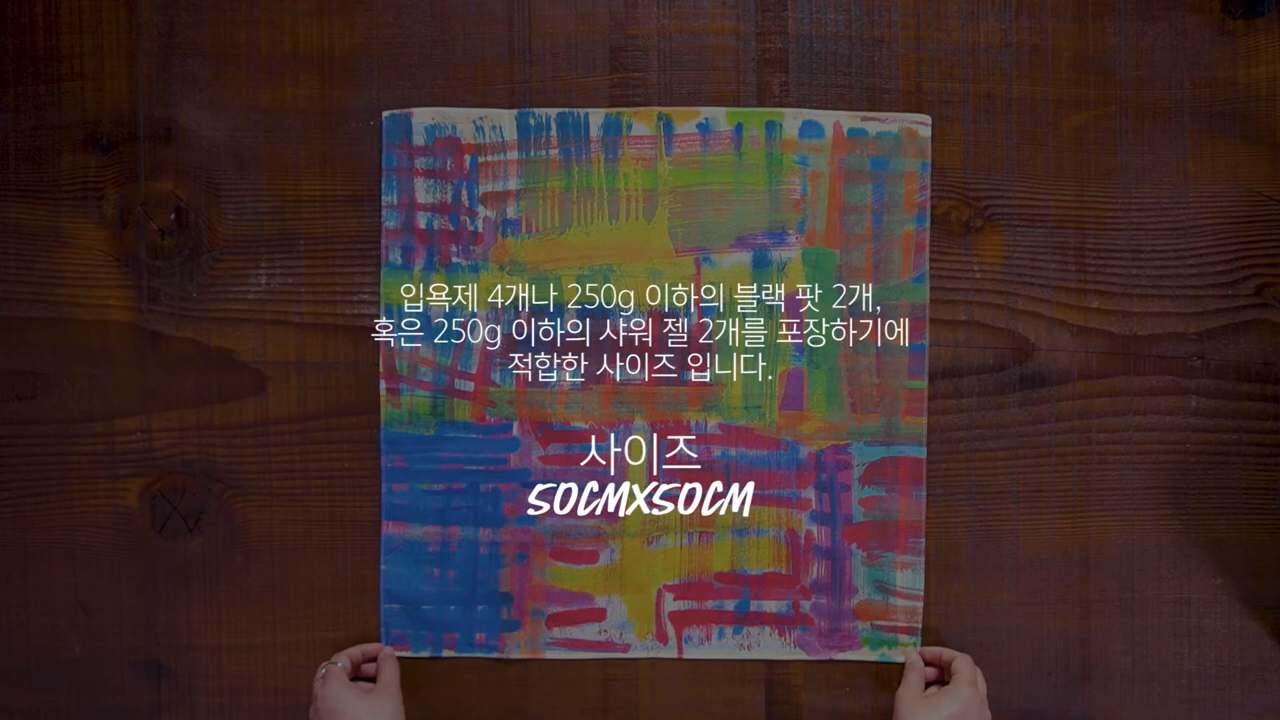 입욕제 4개나 250g 이하의 블랙 팟 2개,
혹은 250g 이하의 샤워 젤 2개를 포장하기에
적합한 사이즈 입니다.
사이즈
50CMX50CM